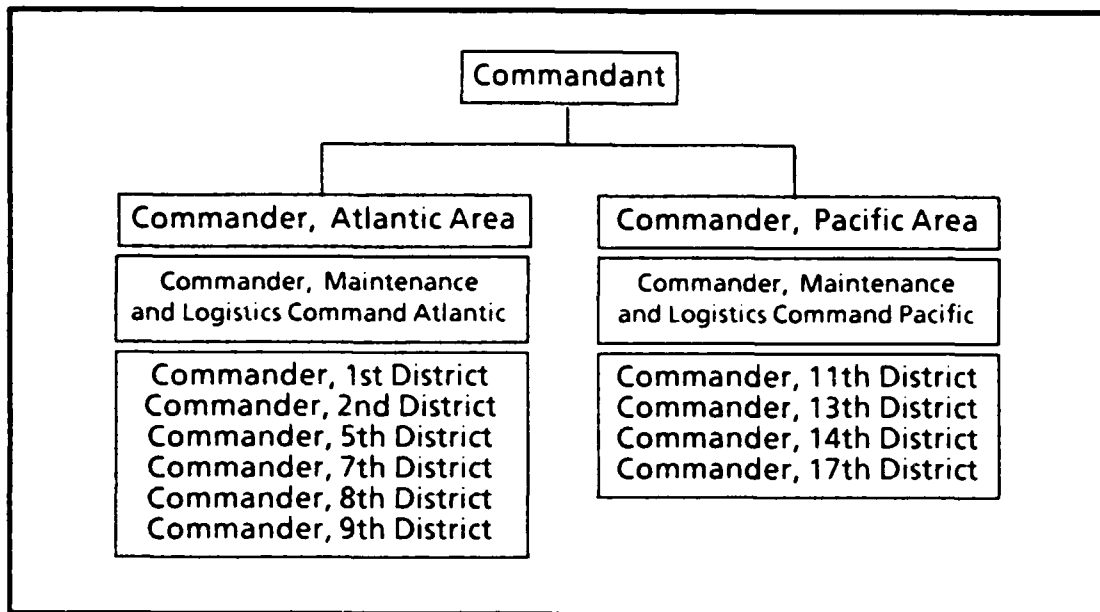 Commandant
Commander, Atlantic Area
Commander, Maintenance
and Logistics Command Atlantic
Commander, 1st District
Commander, 2nd District
Commander, 5th District
Commander, 7th District
Commander, 8th District
Commander, 9th District
Commander, Pacific Area
Commander, Maintenance
and Logistics Command Pacific
Commander, 11th District
Commander, 13th District
Commander, 14th District
Commander, 17th District